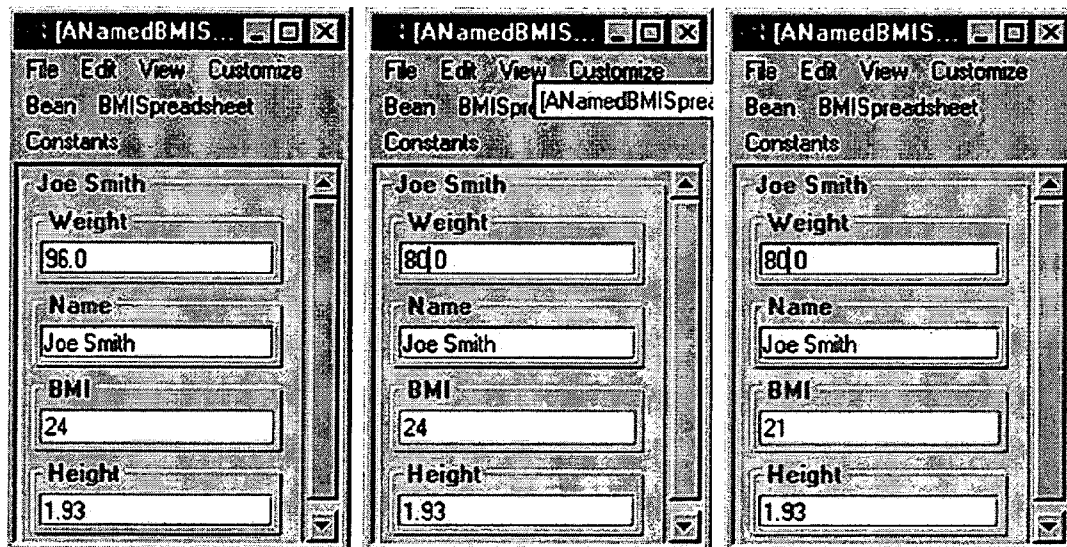 [ANamedBMIS...
File Edit View Customize
Bean BMISpreadsheet
Constants
Joe Smith
Weight
96.0
Name
Joe Smith
BMI
24
Height
1.93
[ANamedBMIS...
File Edit View Customize
Bean BMISpre
[ANamedBMISprea
Constants
Joe Smith
Weight
80.0
Name
Joe Smith
BMI
24
Height
1.93
[ANamedBMIS...
File Edit View Customize
Bean BMISpreadsheet
Constants
Joe Smith
Weight
80.0
Name
Joe Smith
BMI
21
Height
1.93